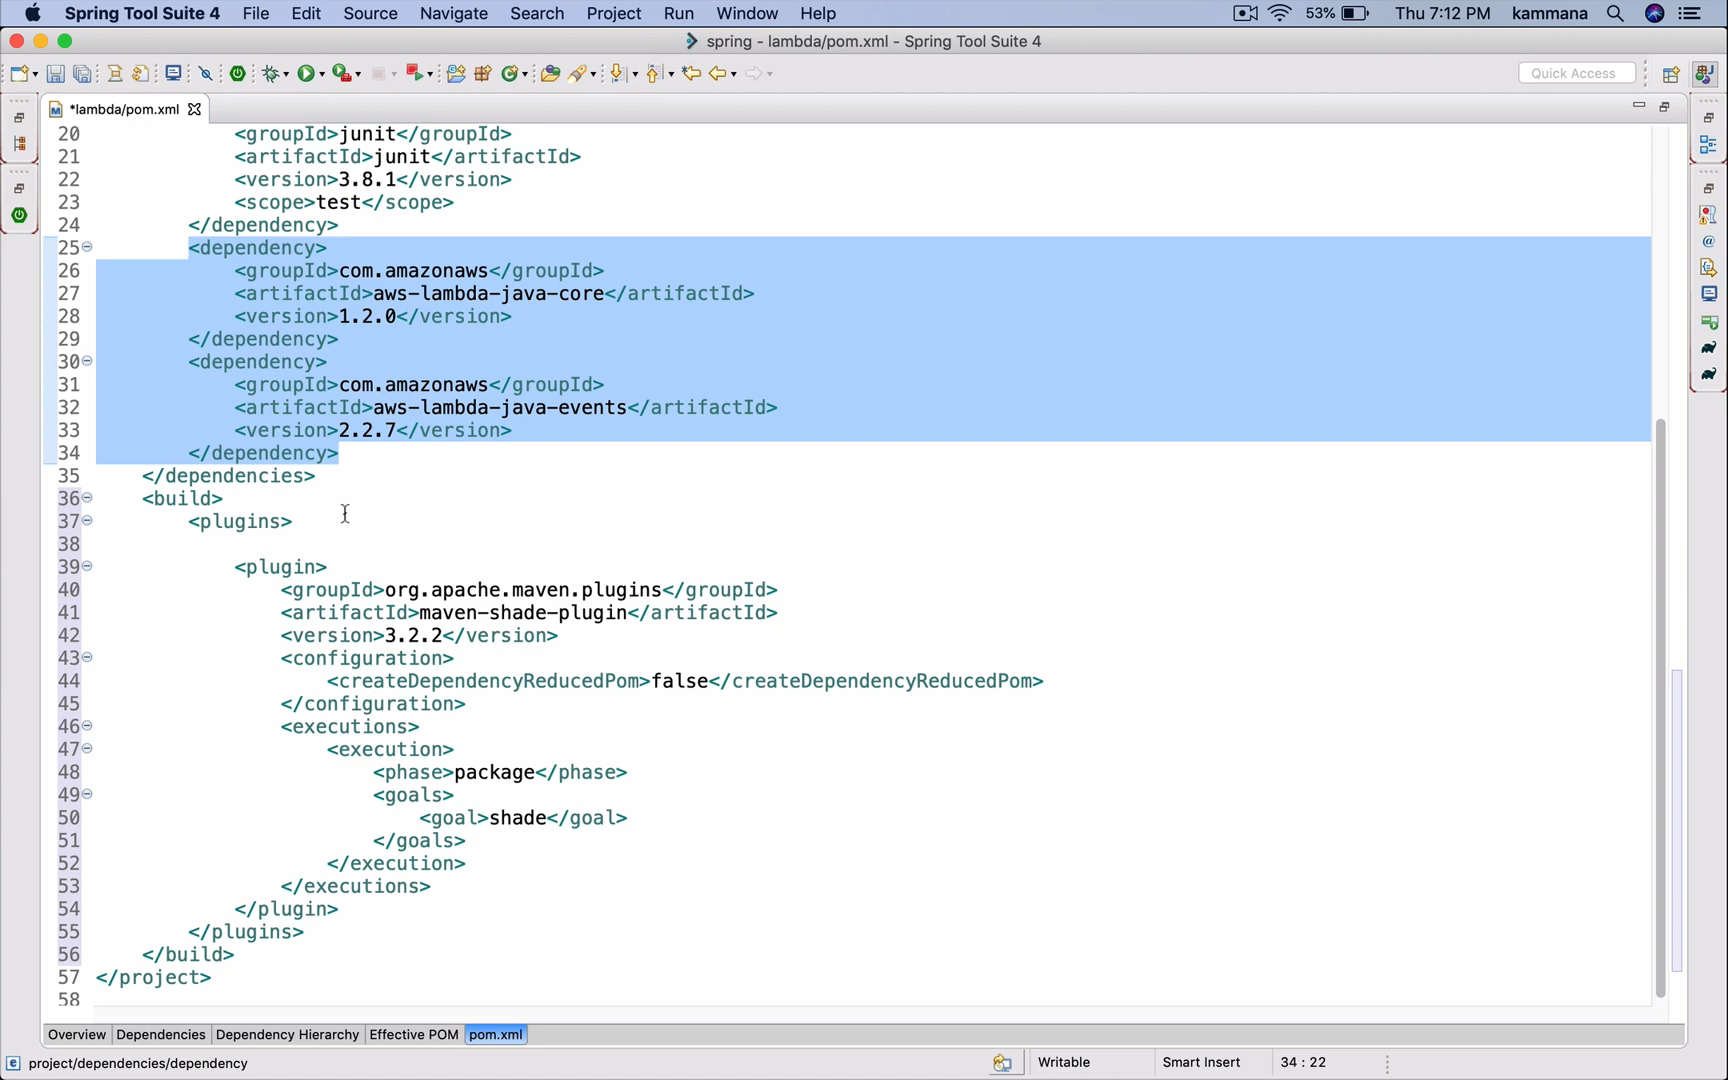 Spring Tool Suite 4 File Edit Source Navigate Search Project Run Window Help 53% Thu 7:12 PM kammana
spring - lambda/pom.xml - Spring Tool Suite 4
Quick Access
*lambda/pom.xml
20 <groupId>junit</groupId>
21 <artifactId>junit</artifactId>
22 <version>3.8.1</version>
23 <scope>test</scope>
24 </dependency>
25 <dependency>
26 <groupId>com.amazonaws</groupId>
27 <artifactId>aws-lambda-java-core</artifactId>
28 <version>1.2.0</version>
29 </dependency>
30 <dependency>
31 <groupId>com.amazonaws</groupId>
32 <artifactId>aws-lambda-java-events</artifactId>
33 <version>2.2.7</version>
34 </dependency>
35 </dependencies>
36 <build>
37 <plugins>
38
39 <plugin>
40 <groupId>org.apache.maven.plugins</groupId>
41 <artifactId>maven-shade-plugin</artifactId>
42 <version>3.2.2</version>
43 <configuration>
44 <createDependencyReducedPom>false</createDependencyReducedPom>
45 </configuration>
46 <executions>
47 <execution>
48 <phase>package</phase>
49 <goals>
50 <goal>shade</goal>
51 </goals>
52 </execution>
53 </executions>
54 </plugin>
55 </plugins>
56 </build>
57 </project>
58
Overview Dependencies Dependency Hierarchy Effective POM pom.xml
project/dependencies/dependency Writable Smart Insert 34 : 22